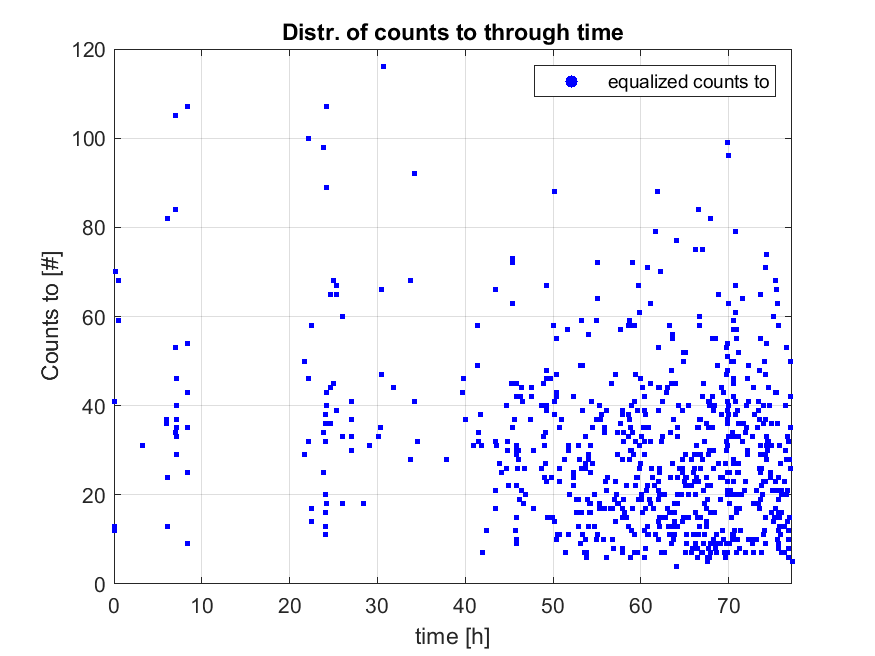 Distr. of counts to through time
equalized counts to
Counts to [#]
120
100
80
60
40
20
0
0 10 20 30 40 50 60 70
time [h]